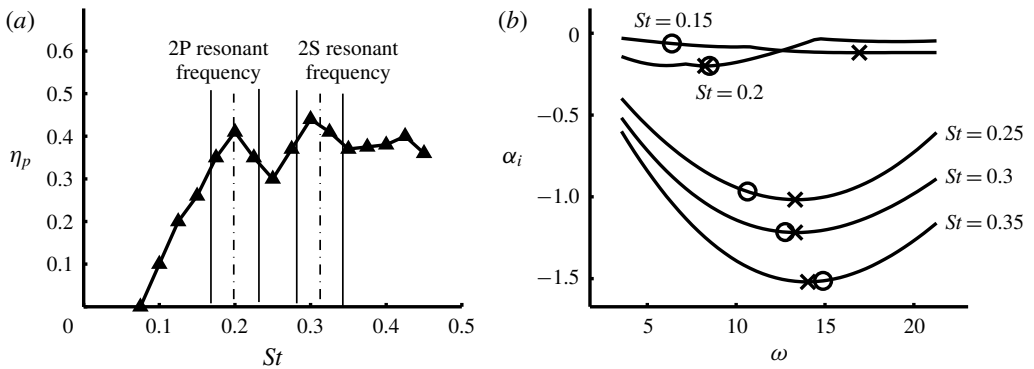 (a)
0.6
0.5
0.4
0.3
0.2
0.1
0
η_p
2P resonant
frequency
2S resonant
frequency
0.1
0.2
0.3
0.4
0.5
St
(b)
0
−0.5
−1.0
−1.5
α_i
St = 0.15
St = 0.2
St = 0.25
St = 0.3
St = 0.35
5
10
15
20
ω